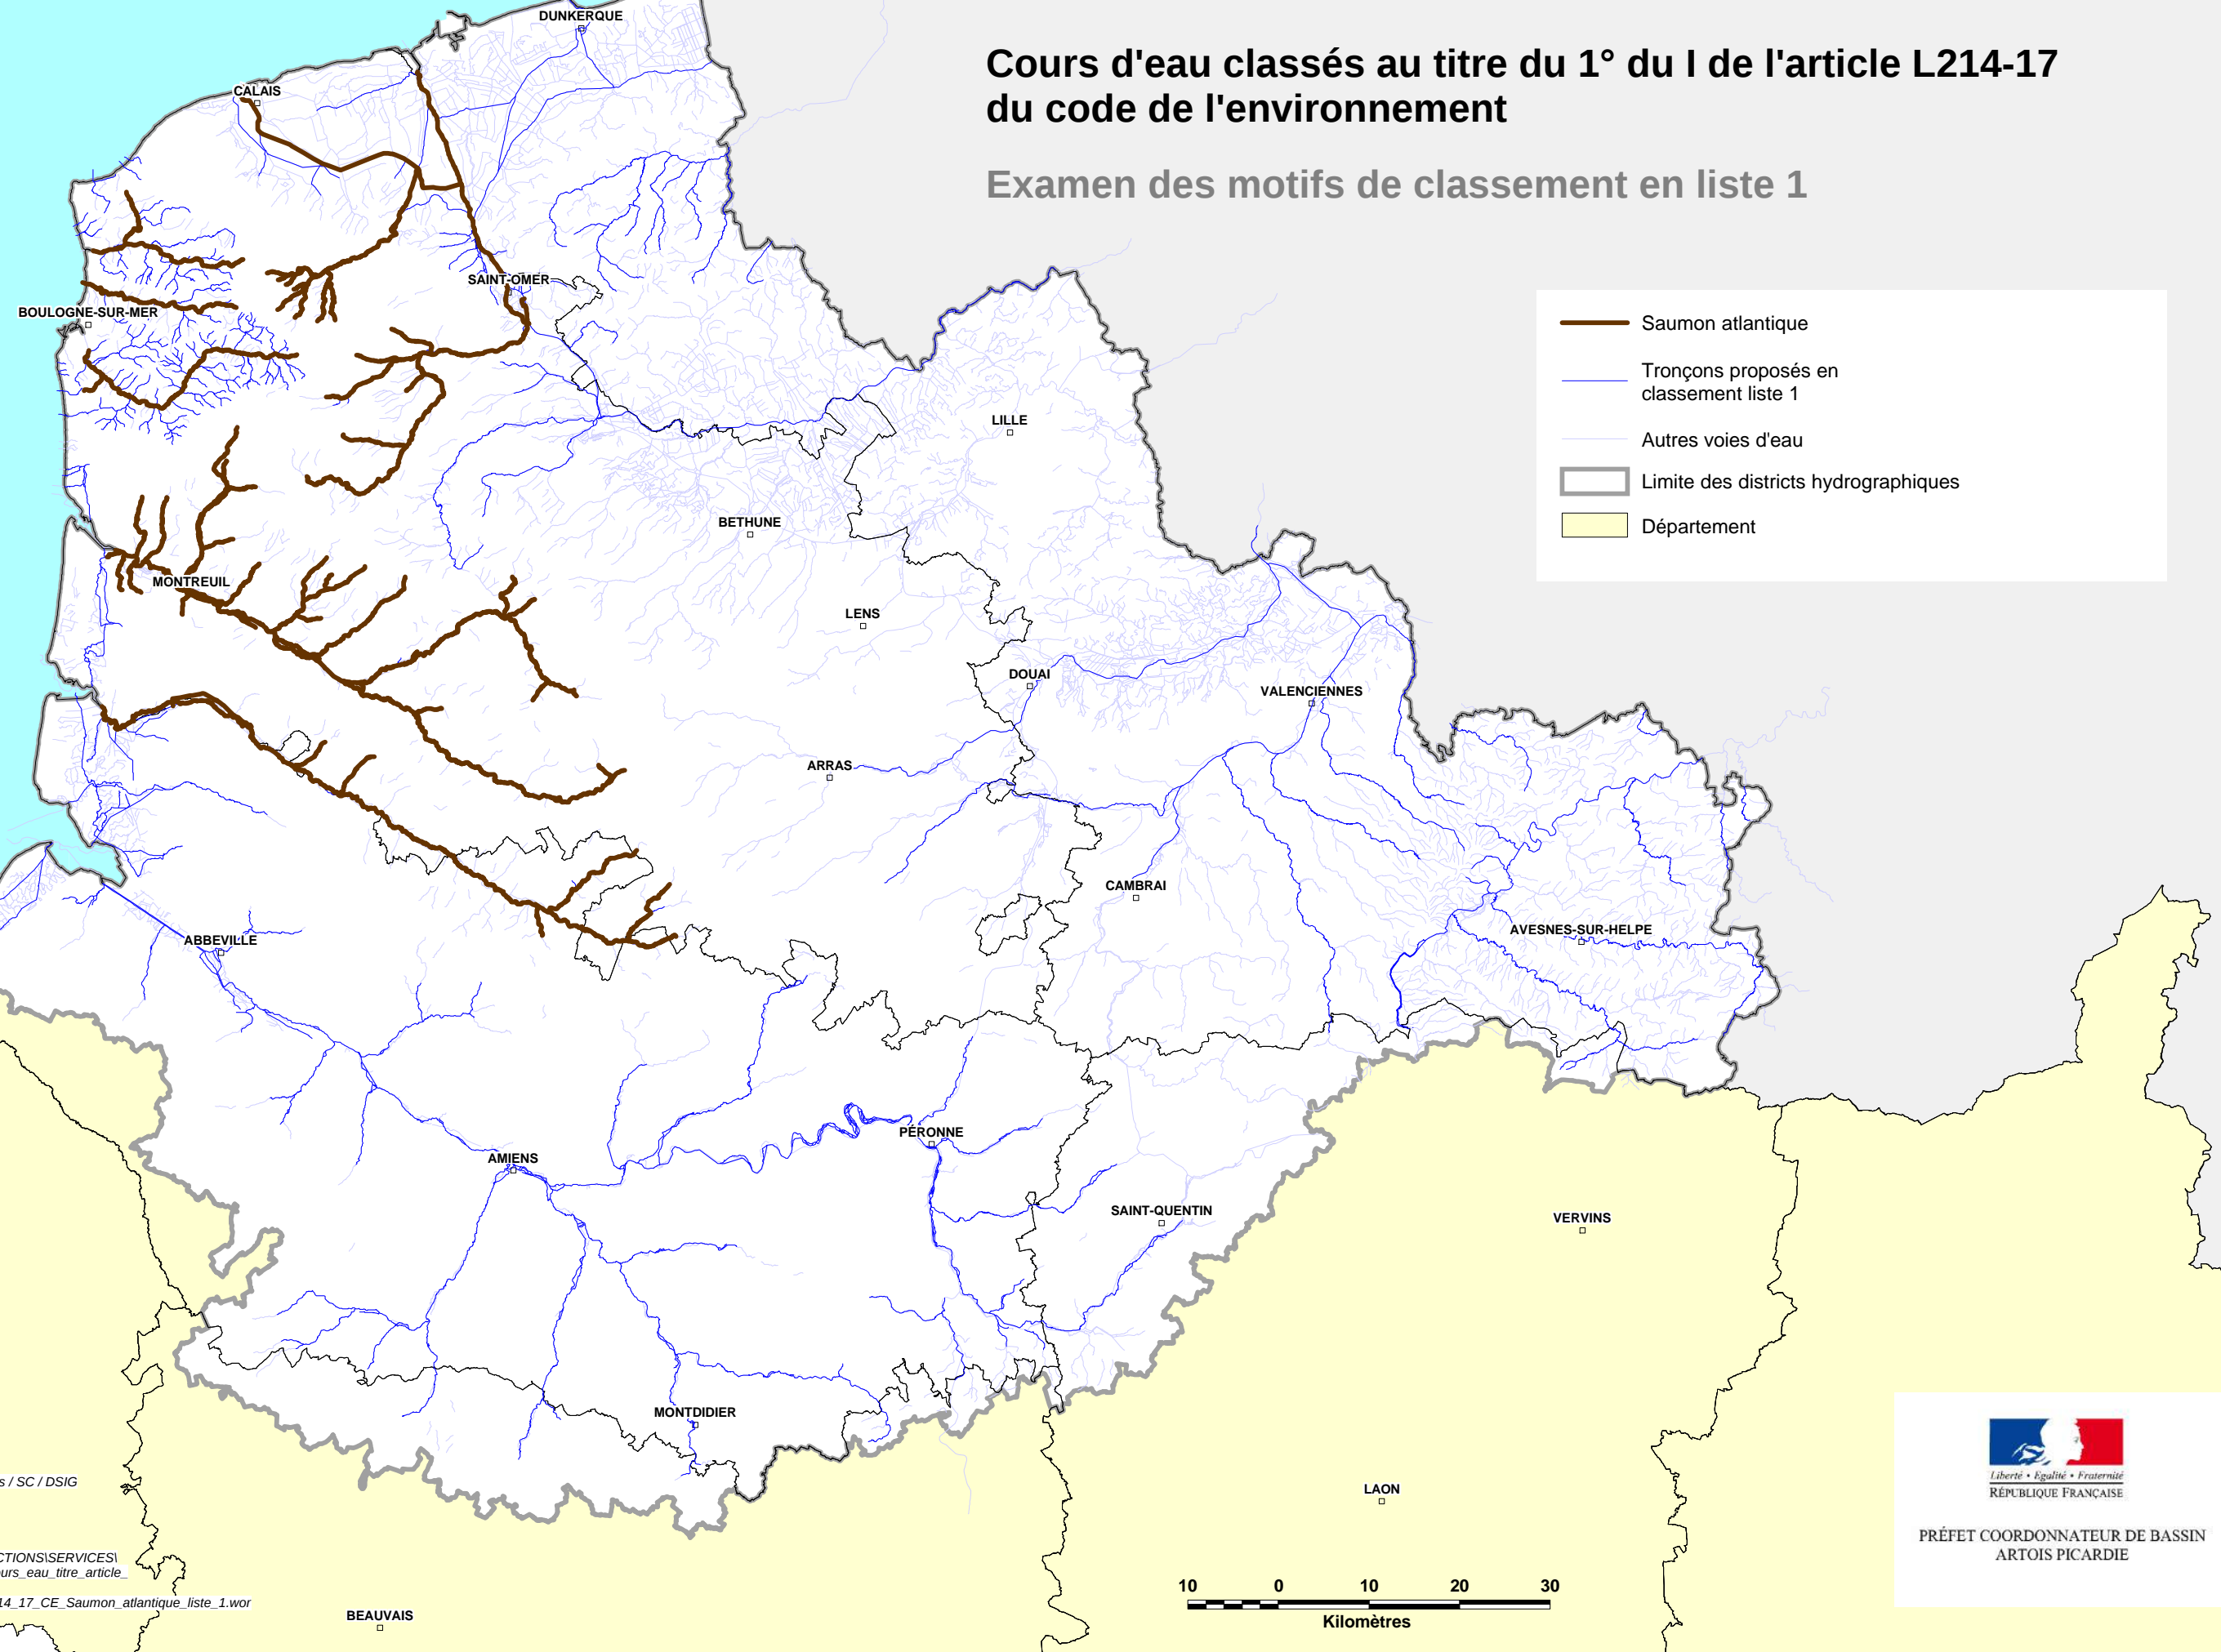 Cours d'eau classés au titre du 1° du I de l'article L214-17
du code de l'environnement
Examen des motifs de classement en liste 1
Saumon atlantique
Tronçons proposés en
classement liste 1
Autres voies d'eau
Limite des districts hydrographiques
Département
DUNKERQUE
CALAIS
SAINT-OMER
BOULOGNE-SUR-MER
LILLE
BETHUNE
MONTREUIL
LENS
DOUAI
VALENCIENNES
ARRAS
CAMBRAI
AVESNES-SUR-HELPE
ABBEVILLE
PÉRONNE
AMIENS
SAINT-QUENTIN
VERVINS
MONTDIDIER
LAON
BEAUVAIS
s / SC / DSIG
CTIONS\SERVICES\
urs_eau_titre_article_
14_17_CE_Saumon_atlantique_liste_1.wor
10 0 10 20 30
Kilomètres
Liberté • Egalité • Fraternité
RÉPUBLIQUE FRANÇAISE
PRÉFET COORDONNATEUR DE BASSIN
ARTOIS PICARDIE